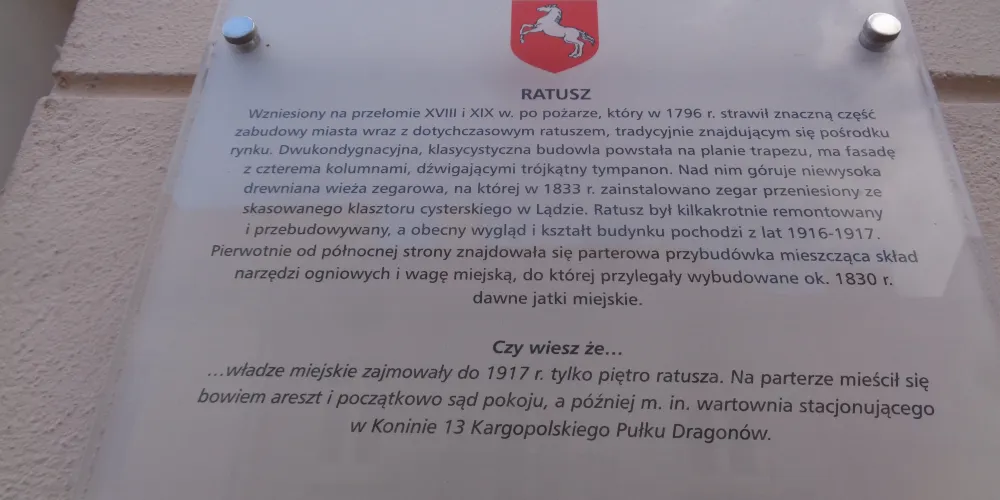 RATUSZ
Wzniesiony na przełomie XVIII i XIX w. po pożarze, który w 1796 r. strawił znaczną część
zabudowy miasta wraz z dotychczasowym ratuszem, tradycyjnie znajdującym się pośrodku
rynku. Dwukondygnacyjna, klasycystyczna budowla powstała na planie trapezu, ma fasadę
z czterema kolumnami, dźwigającymi trójkątny tympanon. Nad nim góruje niewysoka
drewniana wieża zegarowa, na której w 1833 r. zainstalowano zegar przeniesiony ze
skasowanego klasztoru cysterskiego w Lądzie. Ratusz był kilkakrotnie remontowany
i przebudowywany, a obecny wygląd i kształt budynku pochodzi z lat 1916-1917.
Pierwotnie od północnej strony znajdowała się parterowa przybudówka mieszcząca skład
narzędzi ogniowych i wagę miejską, do której przylegały wybudowane ok. 1830 r.
dawne jatki miejskie.
Czy wiesz że...
...władze miejskie zajmowały do 1917 r. tylko piętro ratusza. Na parterze mieścił się
bowiem areszt i początkowo sąd pokoju, a później m. in. wartownia stacjonującego
w Koninie 13 Kargopolskiego Pułku Dragonów.